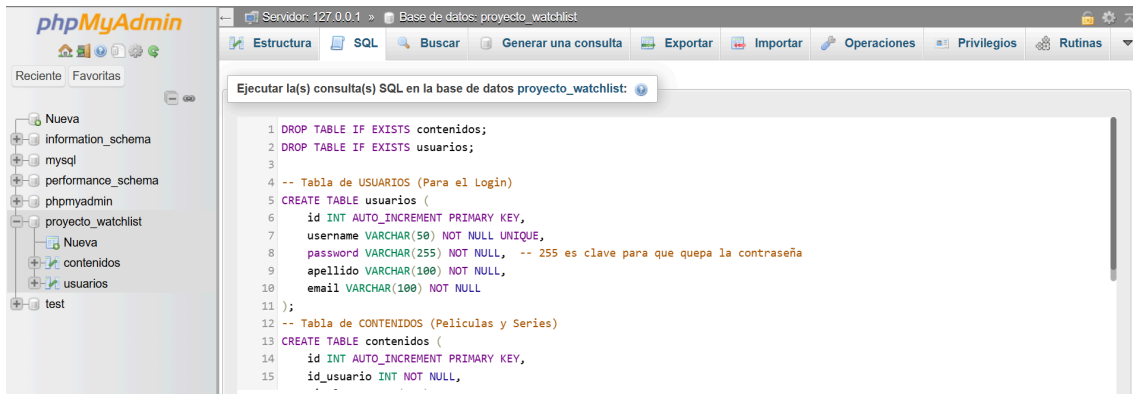 phpMyAdmin
Reciente Favoritas
Nueva
information_schema
mysql
performance_schema
phpmyadmin
proyecto_watchlist
Nueva
contenidos
usuarios
test
Servidor: 127.0.0.1 » Base de datos: proyecto_watchlist
Estructura SQL Buscar Generar una consulta Exportar Importar Operaciones Privilegios Rutinas
Ejecutar la(s) consulta(s) SQL en la base de datos proyecto_watchlist:
1 DROP TABLE IF EXISTS contenidos;
2 DROP TABLE IF EXISTS usuarios;
3
4 -- Tabla de USUARIOS (Para el Login)
5 CREATE TABLE usuarios (
6 id INT AUTO_INCREMENT PRIMARY KEY,
7 username VARCHAR(50) NOT NULL UNIQUE,
8 password VARCHAR(255) NOT NULL, -- 255 es clave para que quepa la contraseña
9 apellido VARCHAR(100) NOT NULL,
10 email VARCHAR(100) NOT NULL
11 );
12 -- Tabla de CONTENIDOS (Peliculas y Series)
13 CREATE TABLE contenidos (
14 id INT AUTO_INCREMENT PRIMARY KEY,
15 id_usuario INT NOT NULL,